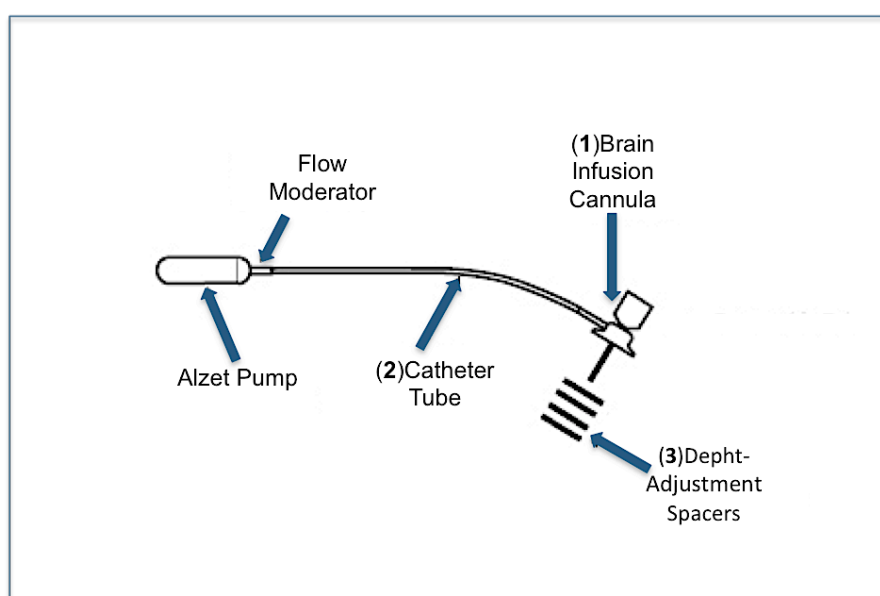 Flow
Moderator
(1)Brain
Infusion
Cannula
Alzet Pump
(2)Catheter
Tube
(3)Depht-
Adjustment
Spacers